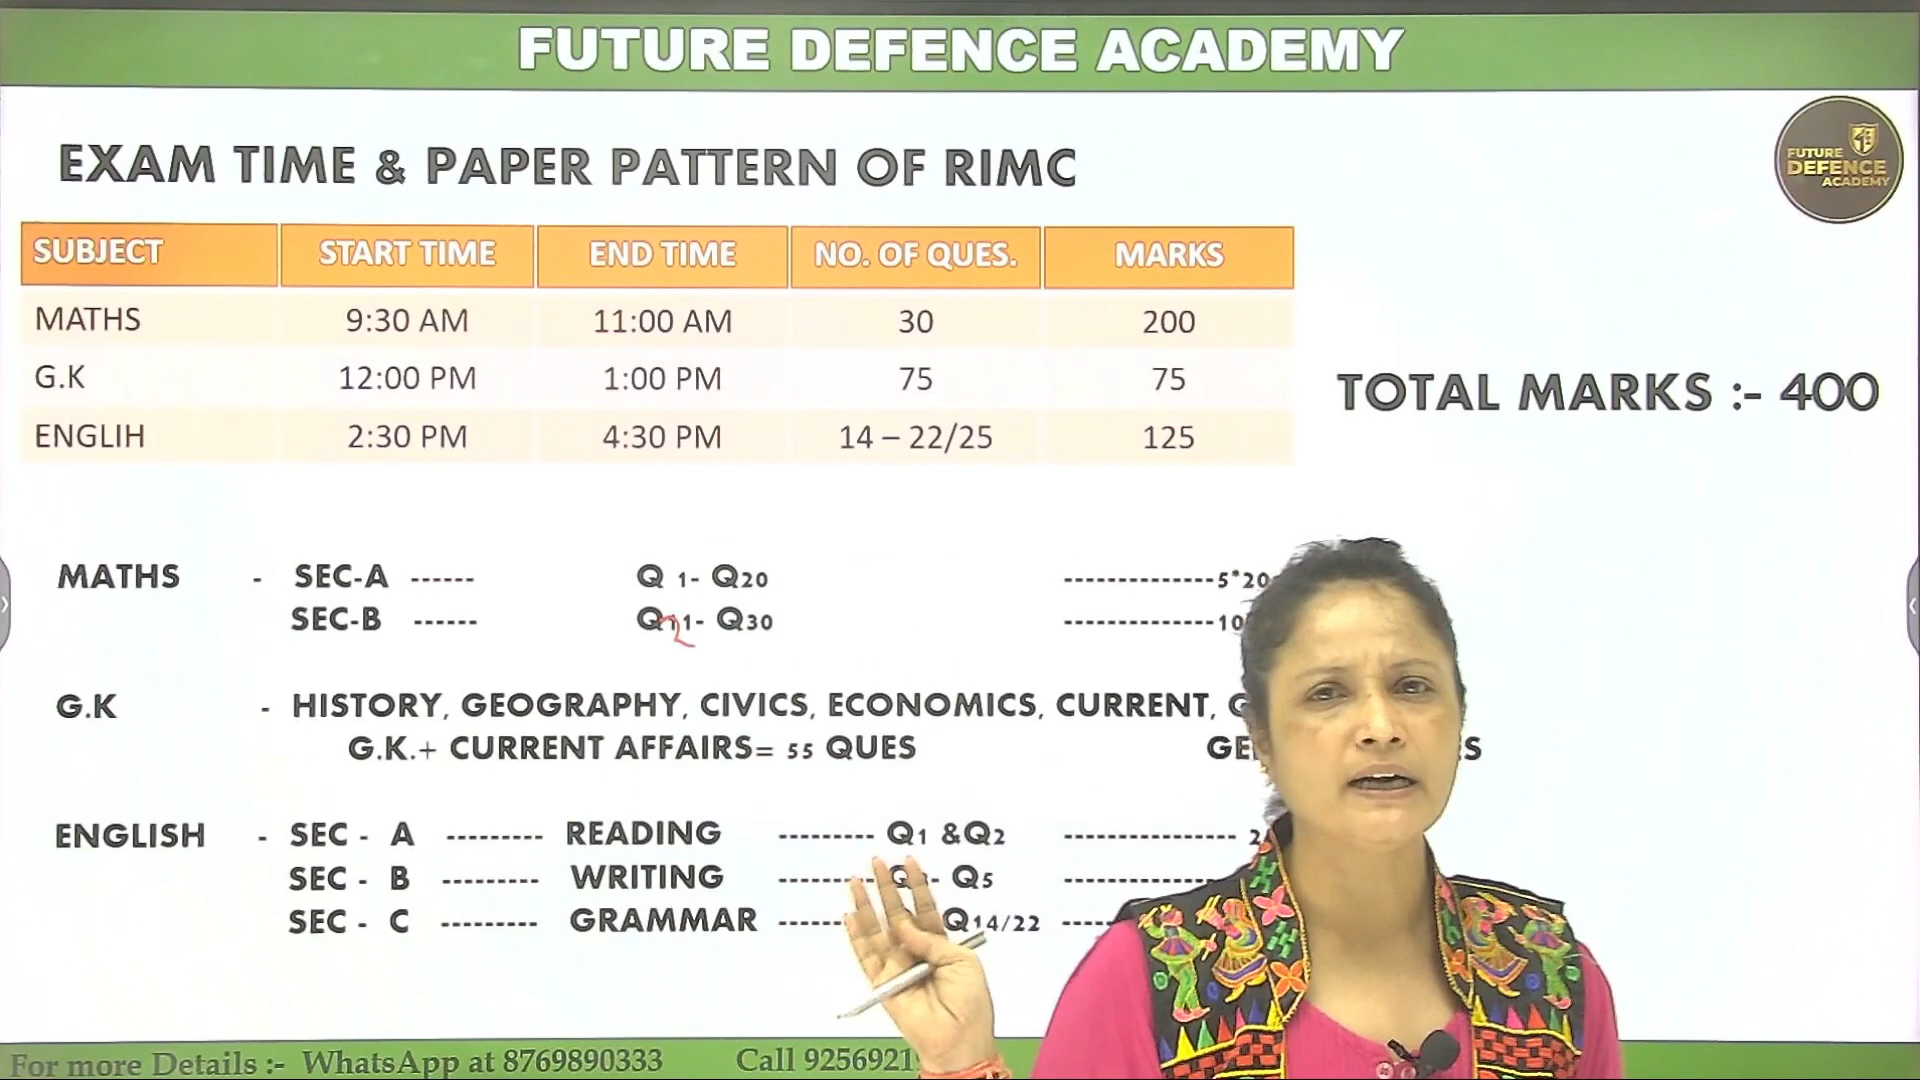 FUTURE DEFENCE ACADEMY
FUTURE
DEFENCE
ACADEMY
EXAM TIME & PAPER PATTERN OF RIMC
SUBJECT START TIME END TIME NO. OF QUES. MARKS
MATHS 9:30 AM 11:00 AM 30 200
G.K 12:00 PM 1:00 PM 75 75
ENGLIH 2:30 PM 4:30 PM 14 – 22/25 125
TOTAL MARKS :- 400
MATHS - SEC-A ------ Q 1- Q20 --------------5*20
SEC-B ------ Q21- Q30 --------------10
G.K - HISTORY, GEOGRAPHY, CIVICS, ECONOMICS, CURRENT,
G.K.+ CURRENT AFFAIRS= 55 QUES
ENGLISH - SEC - A --------- READING --------- Q1 &Q2 ----------------
SEC - B --------- WRITING --------- Q5
SEC - C --------- GRAMMAR ------ Q14/22 -----
For more Details :- WhatsApp at 8769890333 Call 9256921